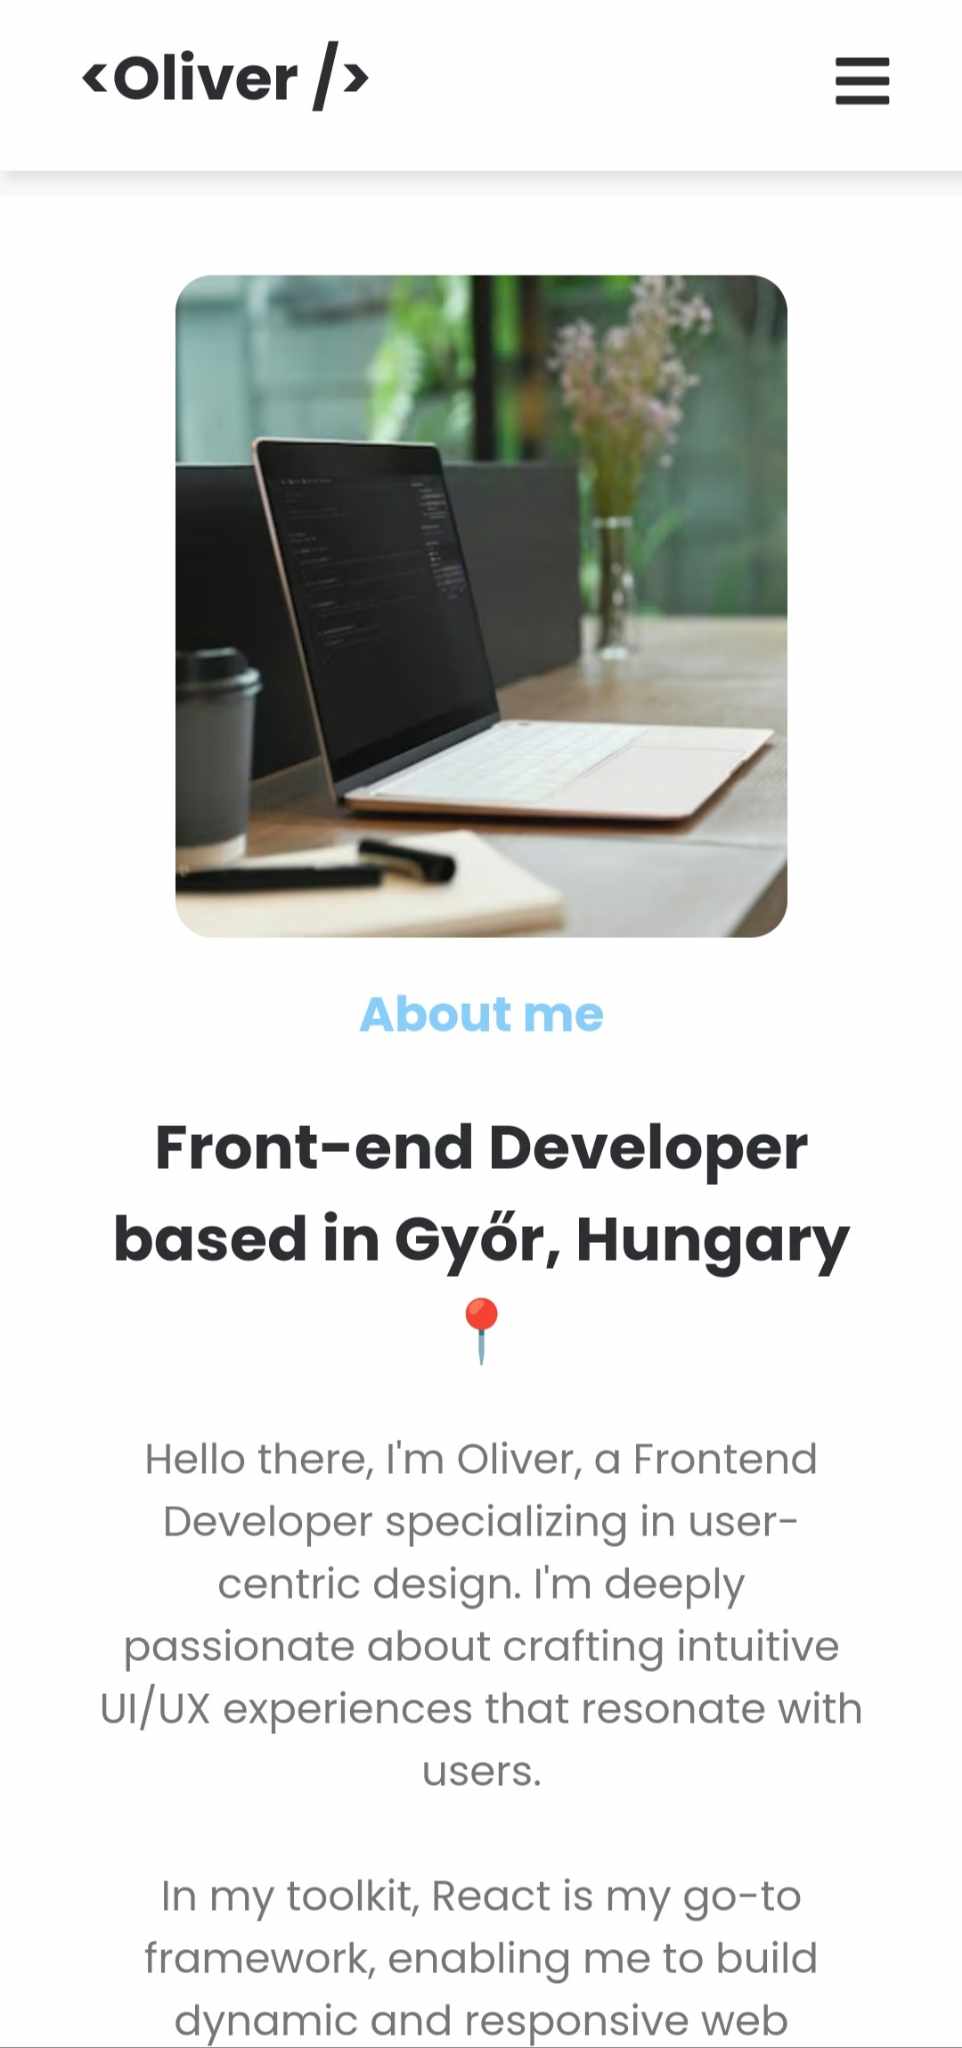 <Oliver />
About me
Front-end Developer
based in Győr, Hungary
📍
Hello there, I'm Oliver, a Frontend
Developer specializing in user-
centric design. I'm deeply
passionate about crafting intuitive
UI/UX experiences that resonate with
users.
In my toolkit, React is my go-to
framework, enabling me to build
dynamic and responsive web